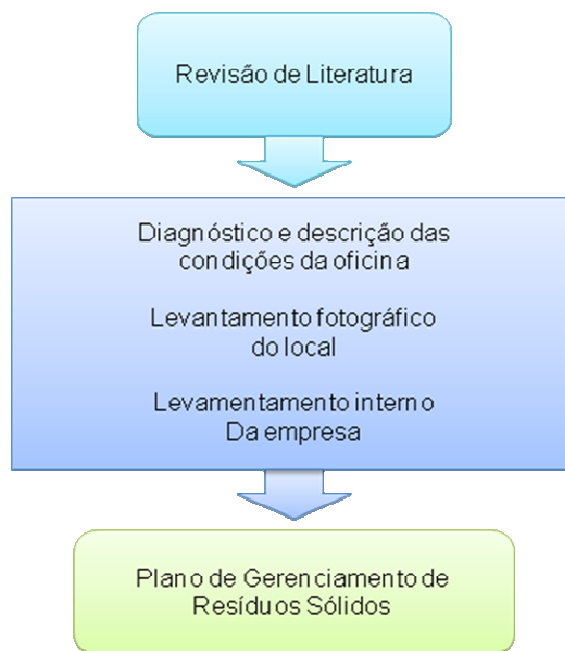 Revisão de Literatura
Diagnóstico e descrição das
condições da oficina
Levantamento fotográfico
do local
Levamentamento interno
Da empresa
Plano de Gerenciamento de
Resíduos Sólidos